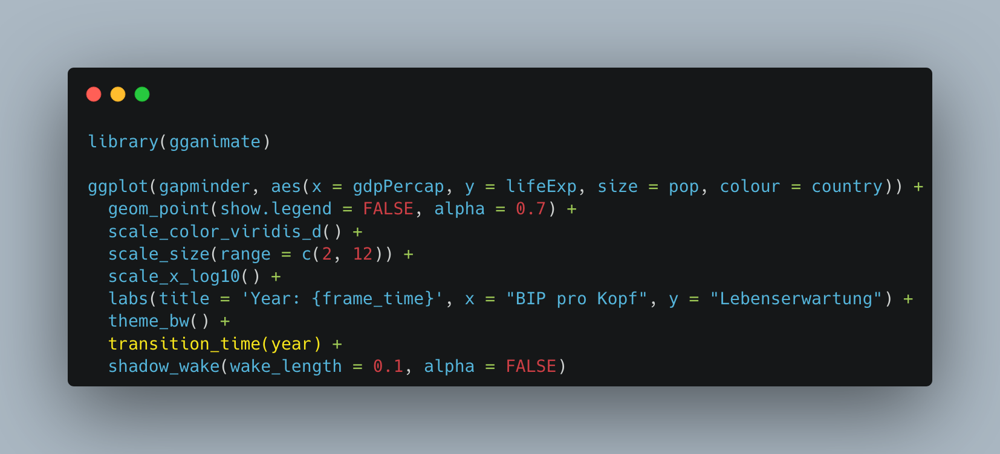 library(gganimate)
ggplot(gapminder, aes(x = gdpPercap, y = lifeExp, size = pop, colour = country)) +
geom_point(show.legend = FALSE, alpha = 0.7) +
scale_color_viridis_d() +
scale_size(range = c(2, 12)) +
scale_x_log10() +
labs(title = 'Year: {frame_time}', x = "BIP pro Kopf", y = "Lebenserwartung") +
theme_bw() +
transition_time(year) +
shadow_wake(wake_length = 0.1, alpha = FALSE)